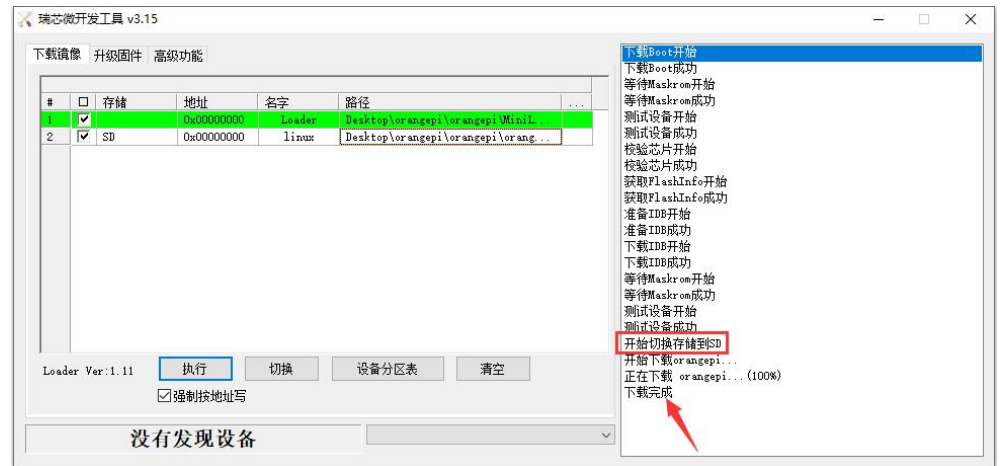 瑞芯微开发工具 v3.15
下载镜像 升级固件 高级功能
# 存储 地址 名字 路径 ...
1 0x00000000 Loader Desktop\orangepi\orangepi\MiniL...
2 SD 0x00000000 linux Desktop\orangepi\orangepi\orang...
Loader Ver:1.11 执行 切换 设备分区表 清空
强制按地址写
没有发现设备
下载Boot开始
下载Boot成功
等待Maskrom开始
等待Maskrom成功
测试设备开始
测试设备成功
校验芯片开始
校验芯片成功
获取FlashInfo开始
获取FlashInfo成功
准备IDB开始
准备IDB成功
下载IDB开始
下载IDB成功
等待Maskrom开始
等待Maskrom成功
测试设备开始
测试设备成功
开始切换存储到SD
开始下载orangepi...
正在下载 orangepi...(100%)
下载完成